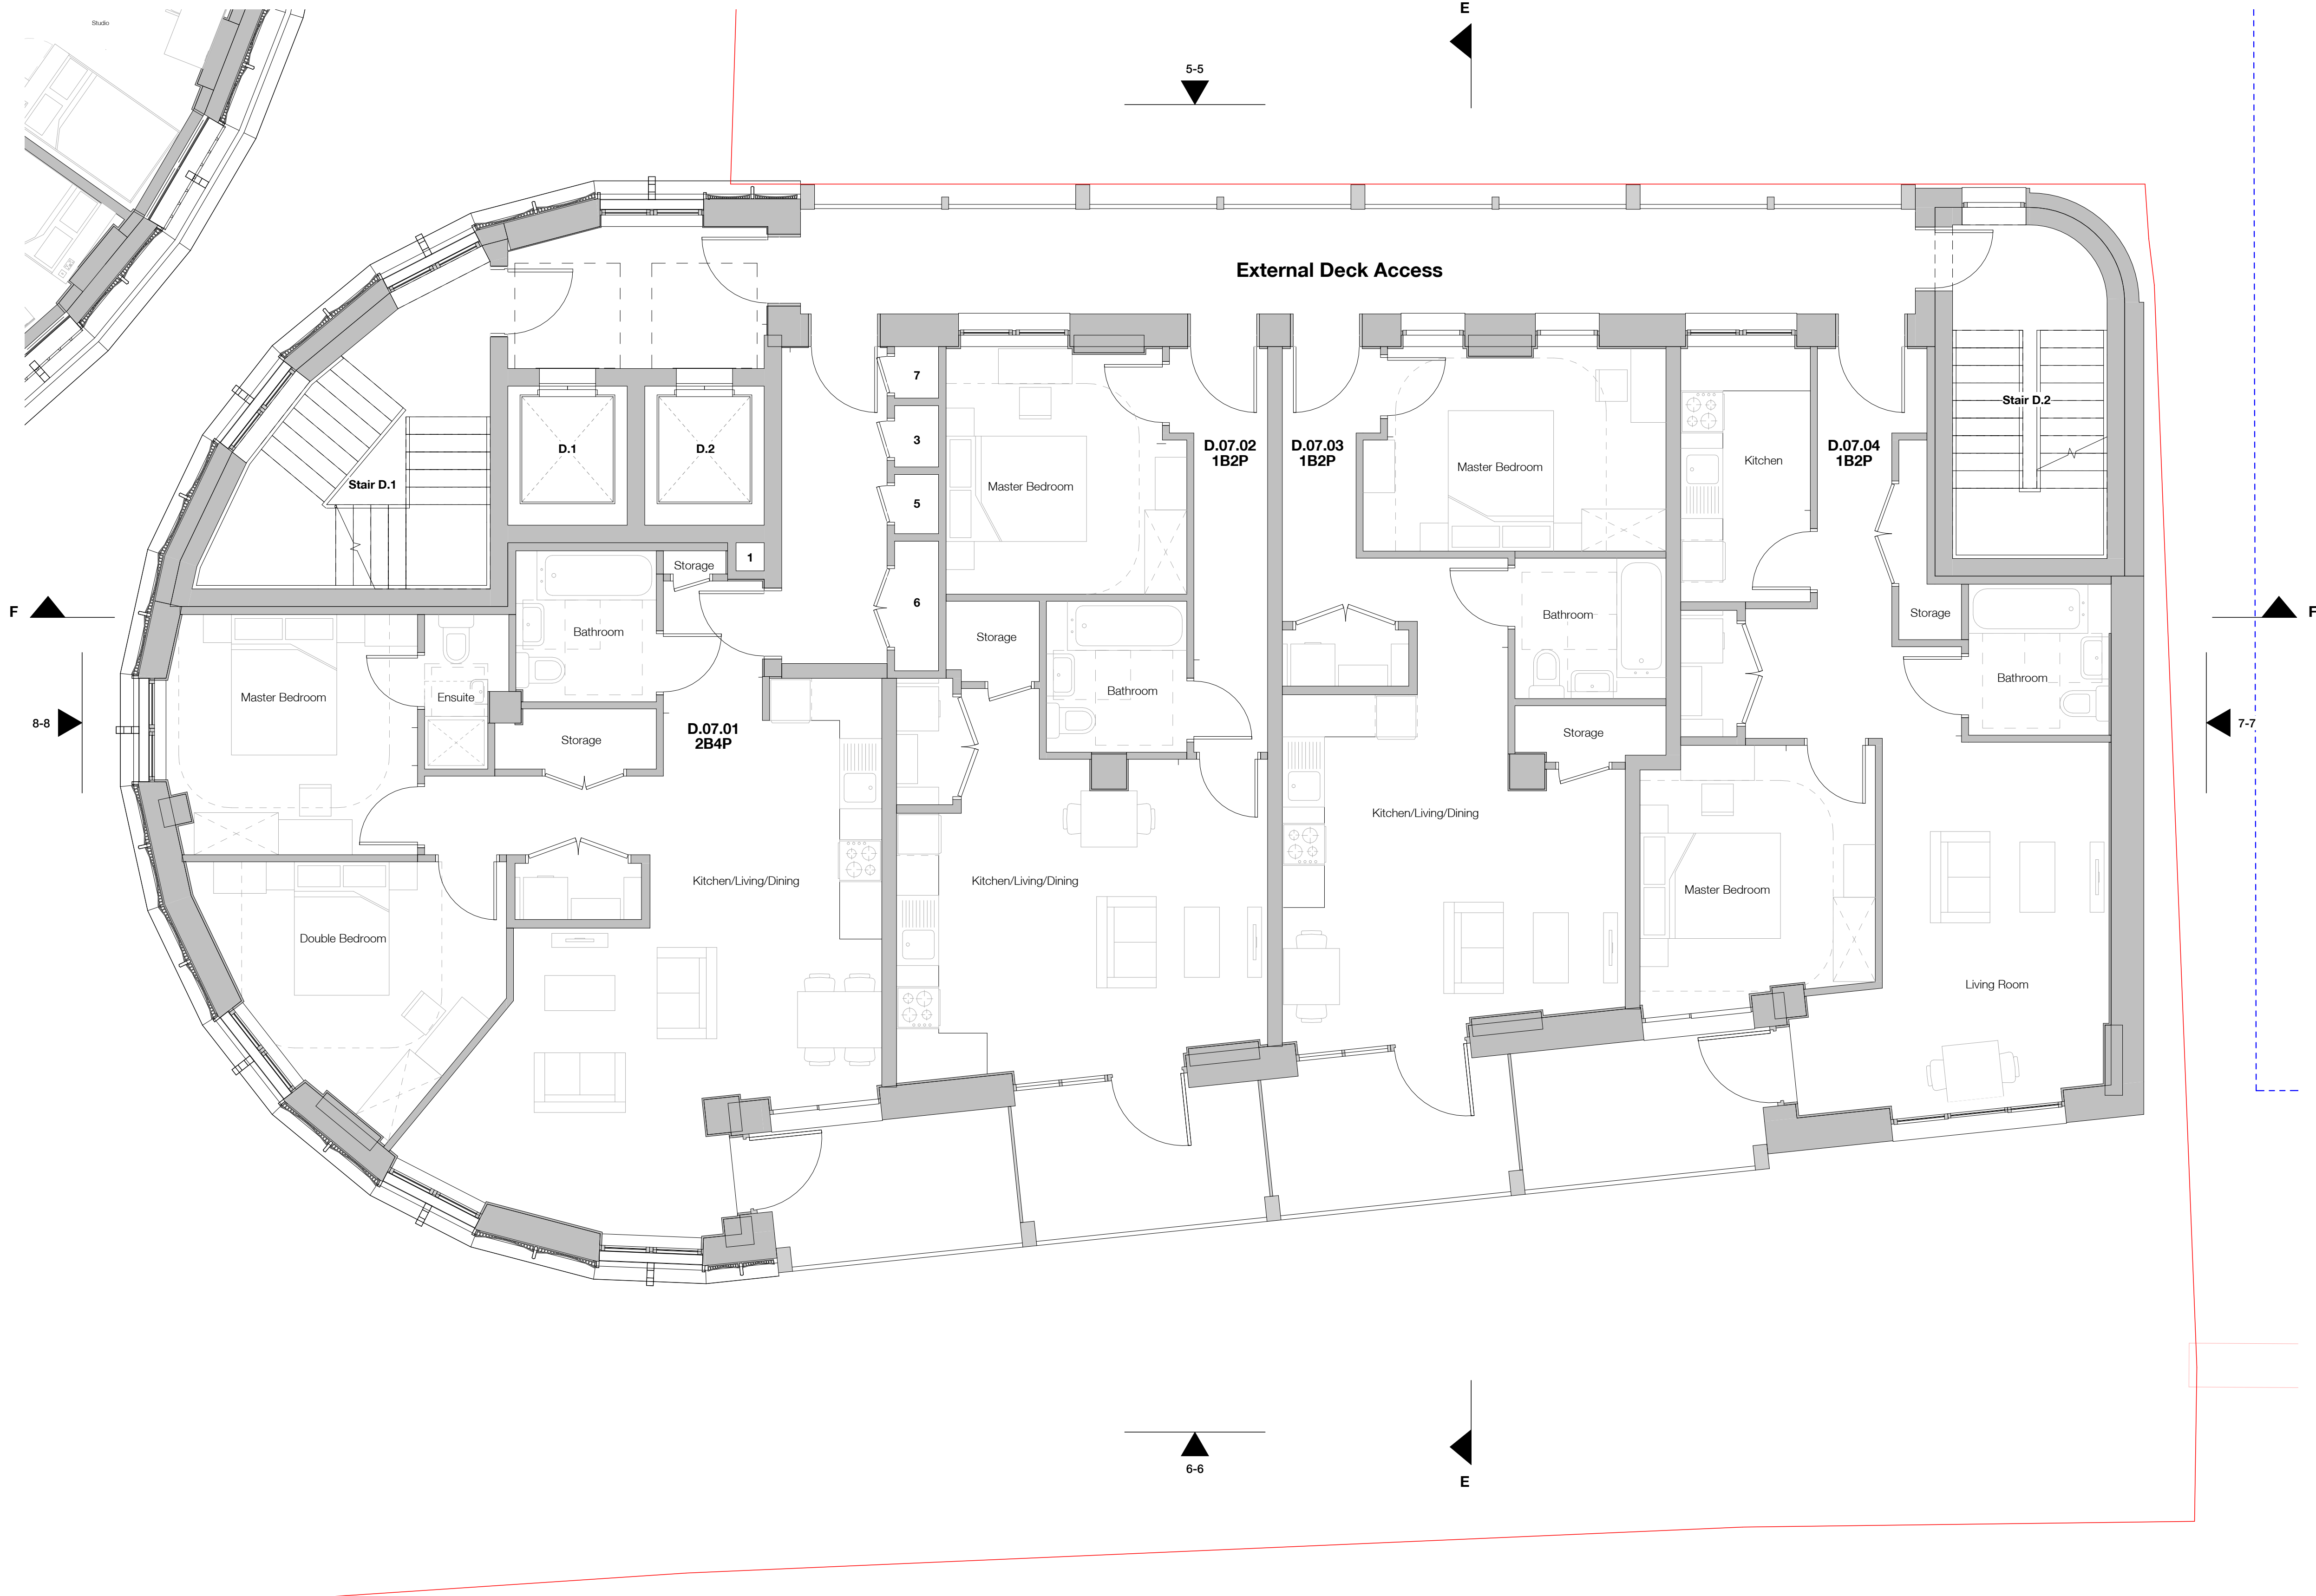 Studio
E
5-5
External Deck Access
7
3
5
6
1
D.1
D.2
Stair D.1
Stair D.2
D.07.02
1B2P
D.07.03
1B2P
D.07.04
1B2P
Master Bedroom
Master Bedroom
Kitchen
F
F
Storage
Bathroom
Storage
Bathroom
Bathroom
Storage
Bathroom
Master Bedroom
Ensuite
8-8
7-7
D.07.01
2B4P
Storage
Storage
Kitchen/Living/Dining
Kitchen/Living/Dining
Kitchen/Living/Dining
Master Bedroom
Double Bedroom
Living Room
6-6
E